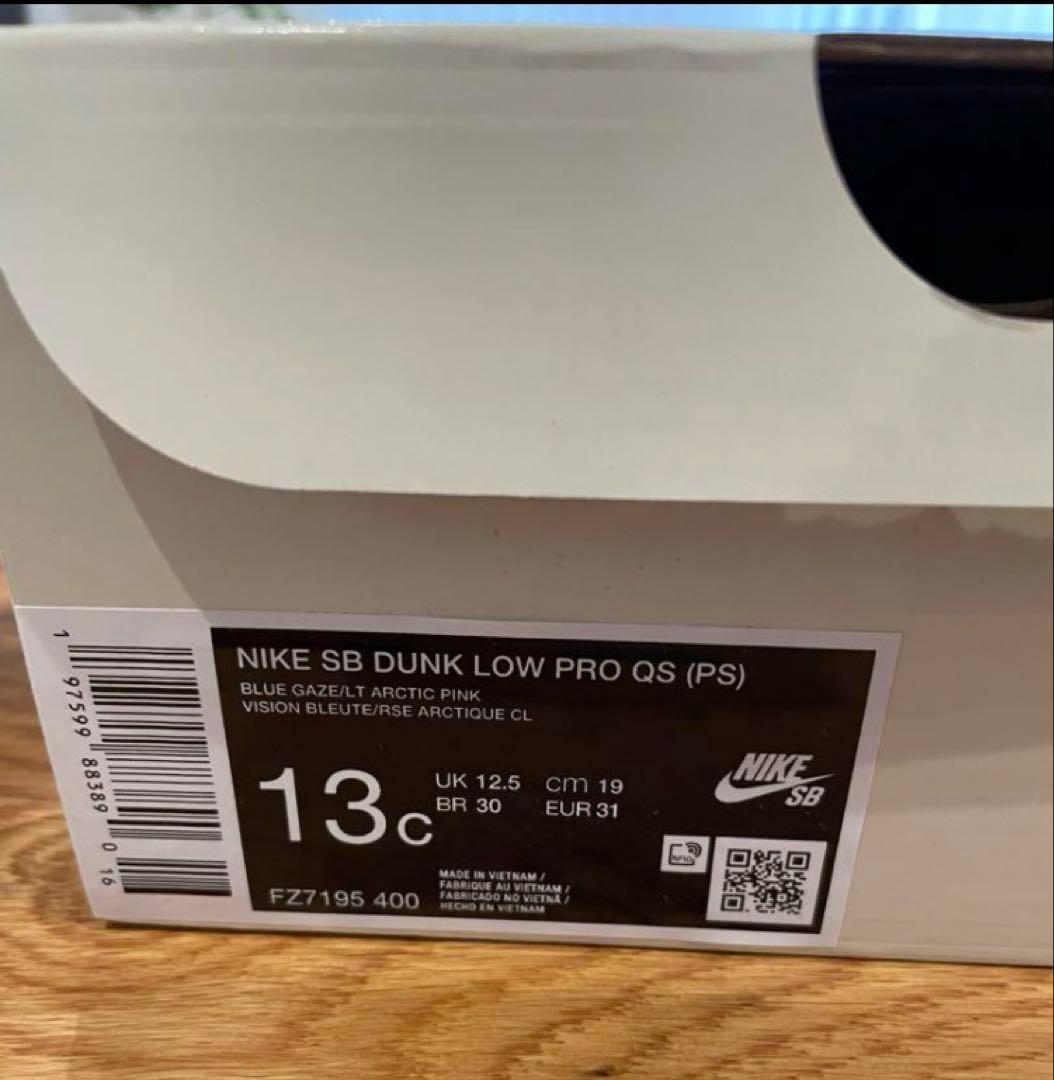 1 97599 88389 0 16
NIKE SB DUNK LOW PRO QS (PS)
BLUE GAZE/LT ARCTIC PINK
VISION BLEUTE/RSE ARCTIQUE CL
13C
UK 12.5 cm 19
BR 30 EUR 31
NIKE
SB
FZ7195 400
MADE IN VIETNAM /
FABRIQUE AU VIETNAM /
FABRICADO NO VIETNÃ /
HECHO EN VIETNAM